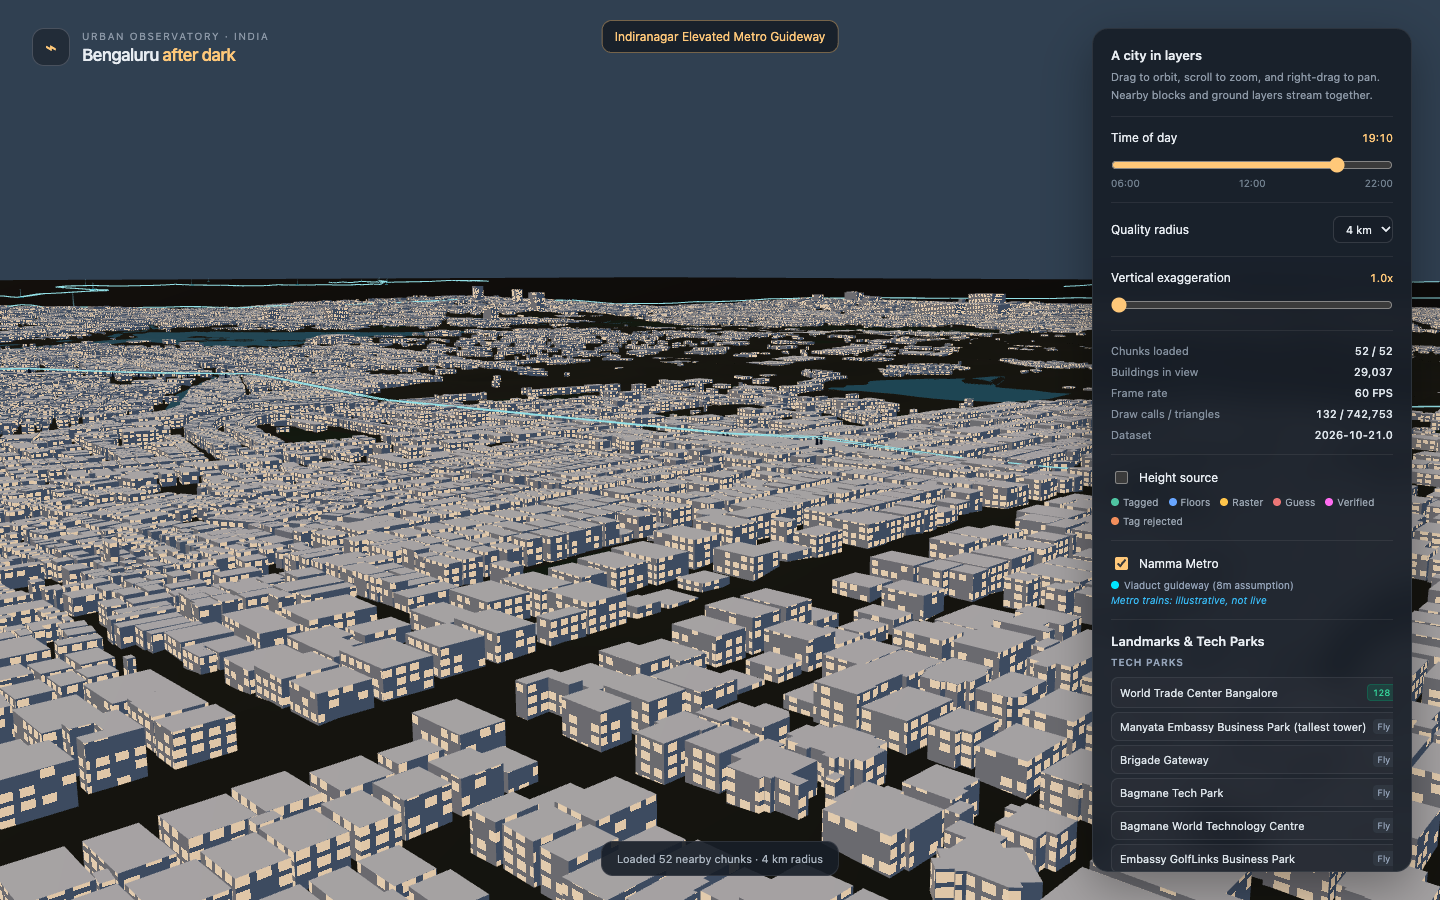 URBAN OBSERVATORY · INDIA
Bengaluru after dark
Indiranagar Elevated Metro Guideway
A city in layers
Drag to orbit, scroll to zoom, and right-drag to pan.
Nearby blocks and ground layers stream together.
Time of day 19:10
06:00 12:00 22:00
Quality radius 4 km
Vertical exaggeration 1.0x
Chunks loaded 52 / 52
Buildings in view 29,037
Frame rate 60 FPS
Draw calls / triangles 132 / 742,753
Dataset 2026-10-21.0
Height source
Tagged Floors Raster Guess Verified
Tag rejected
Namma Metro
Viaduct guideway (8m assumption)
Metro trains: illustrative, not live
Landmarks & Tech Parks
TECH PARKS
World Trade Center Bangalore 128
Manyata Embassy Business Park (tallest tower) Fly
Brigade Gateway Fly
Bagmane Tech Park Fly
Bagmane World Technology Centre Fly
Embassy GolfLinks Business Park Fly
Loaded 52 nearby chunks · 4 km radius